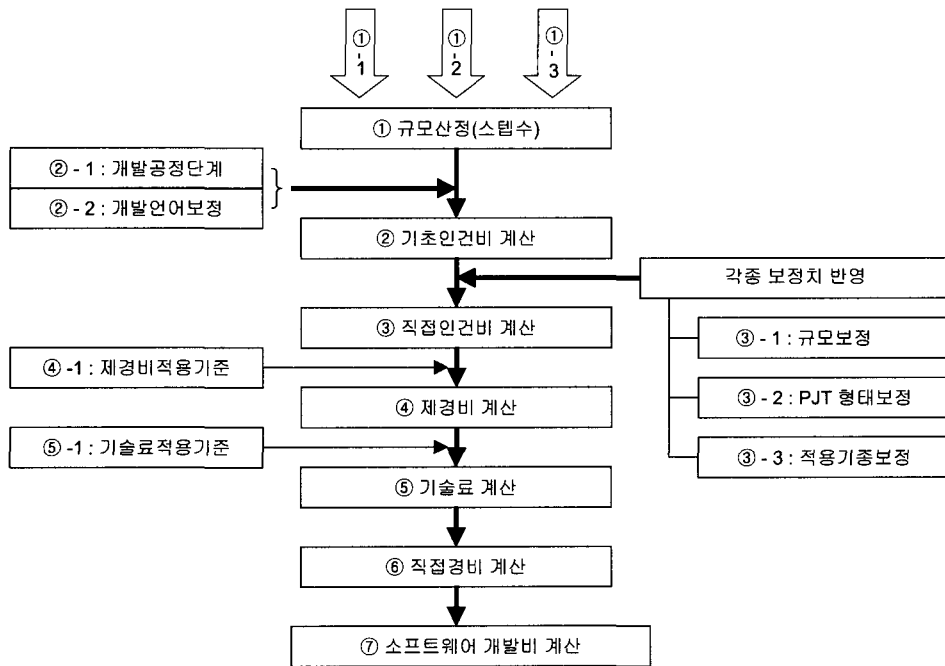 ①-1
①-2
①-3
① 규모산정(스텝수)
② - 1 : 개발공정단계
② - 2 : 개발언어보정
② 기초인건비 계산
각종 보정치 반영
③ 직접인건비 계산
③ - 1 : 규모보정
④ -1 : 제경비적용기준
③ - 2 : PJT 형태보정
④ 제경비 계산
⑤ -1 : 기술료적용기준
③ - 3 : 적용기종보정
⑤ 기술료 계산
⑥ 직접경비 계산
⑦ 소프트웨어 개발비 계산